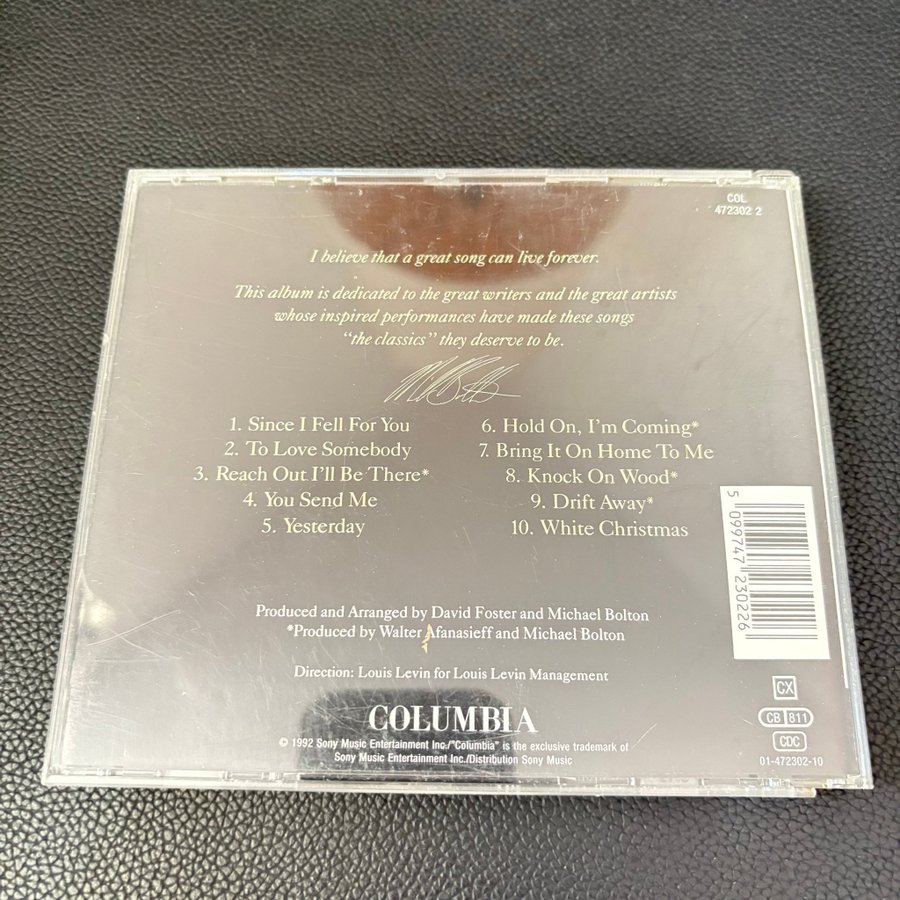 COL
472302 2
I believe that a great song can live forever.
This album is dedicated to the great writers and the great artists
whose inspired performances have made these songs
“the classics” they deserve to be.
1. Since I Fell For You
2. To Love Somebody
3. Reach Out I'll Be There*
4. You Send Me
5. Yesterday
6. Hold On, I'm Coming*
7. Bring It On Home To Me
8. Knock On Wood*
9. Drift Away*
10. White Christmas
5 099747 230226
Produced and Arranged by David Foster and Michael Bolton
*Produced by Walter Afanasieff and Michael Bolton
Direction: Louis Levin for Louis Levin Management
COLUMBIA
© 1992 Sony Music Entertainment Inc./"Columbia" is the exclusive trademark of
Sony Music Entertainment Inc./Distribution Sony Music
CX
CB 811
CDC
01-472302-10